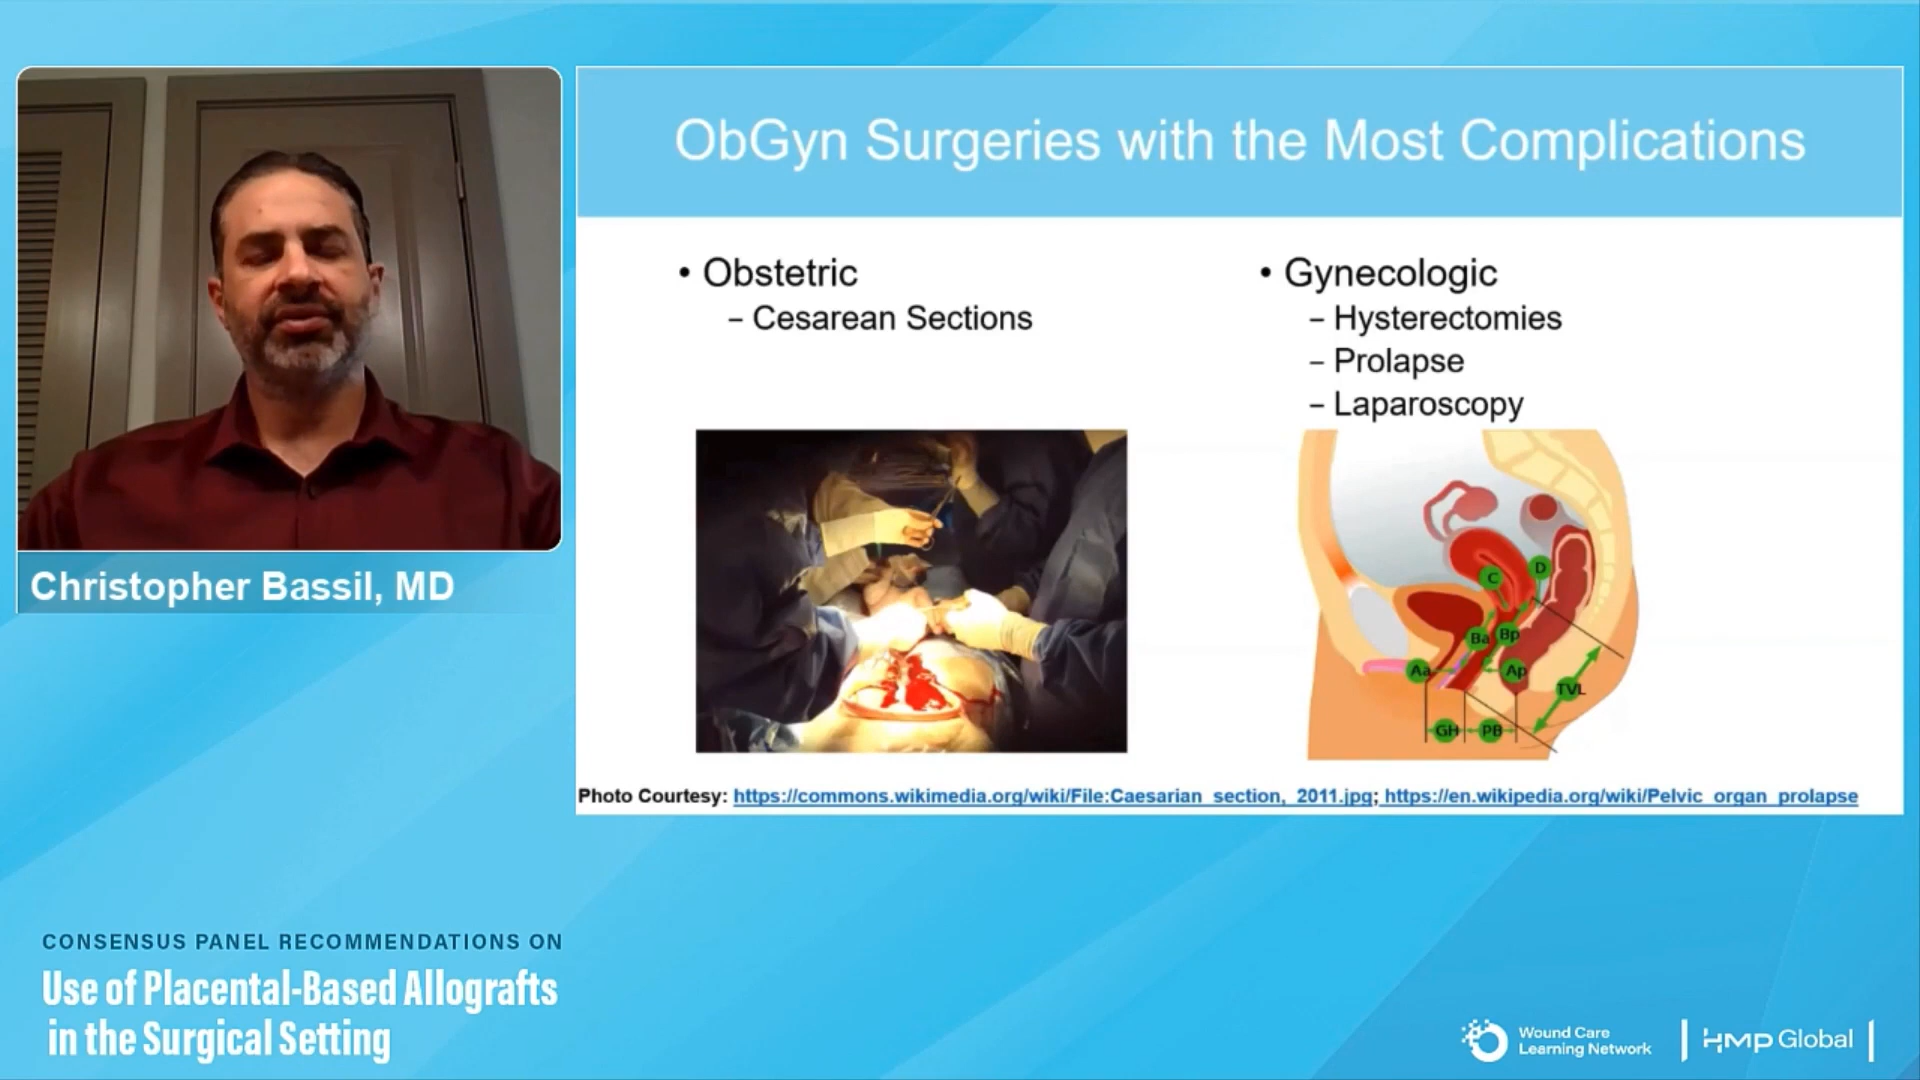 ObGyn Surgeries with the Most Complications
• Obstetric
– Cesarean Sections
• Gynecologic
– Hysterectomies
– Prolapse
– Laparoscopy
C
D
Ba
Bp
Aa
Ap
TVL
GH
PB
Photo Courtesy: https://commons.wikimedia.org/wiki/File:Caesarian_section,_2011.jpg; https://en.wikipedia.org/wiki/Pelvic_organ_prolapse
Christopher Bassil, MD
CONSENSUS PANEL RECOMMENDATIONS ON
Use of Placental-Based Allografts
in the Surgical Setting
Wound Care
Learning Network
HMP Global